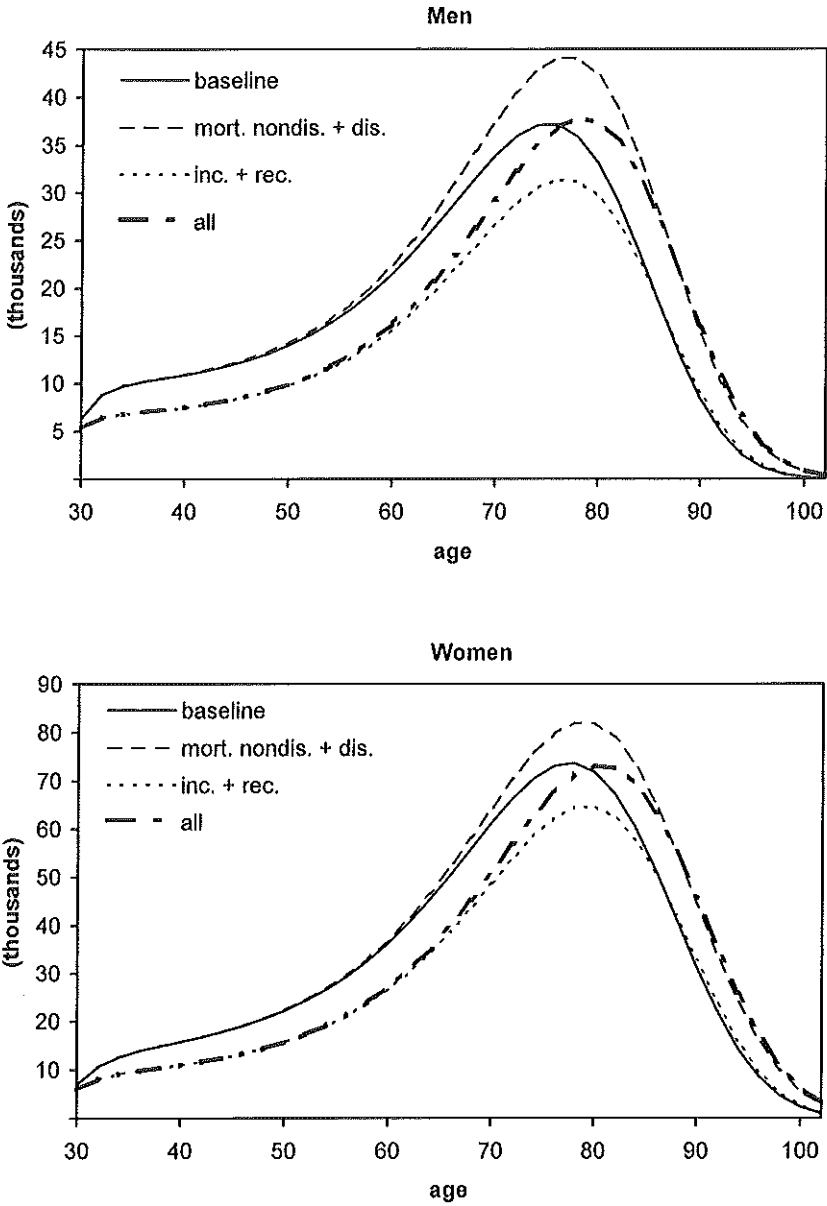 Men
45
40
35
30
25
20
15
10
5
(thousands)
baseline
mort. nondis. + dis.
inc. + rec.
all
30 40 50 60 70 80 90 100
age
Women
90
80
70
60
50
40
30
20
10
(thousands)
baseline
mort. nondis. + dis.
inc. + rec.
all
30 40 50 60 70 80 90 100
age